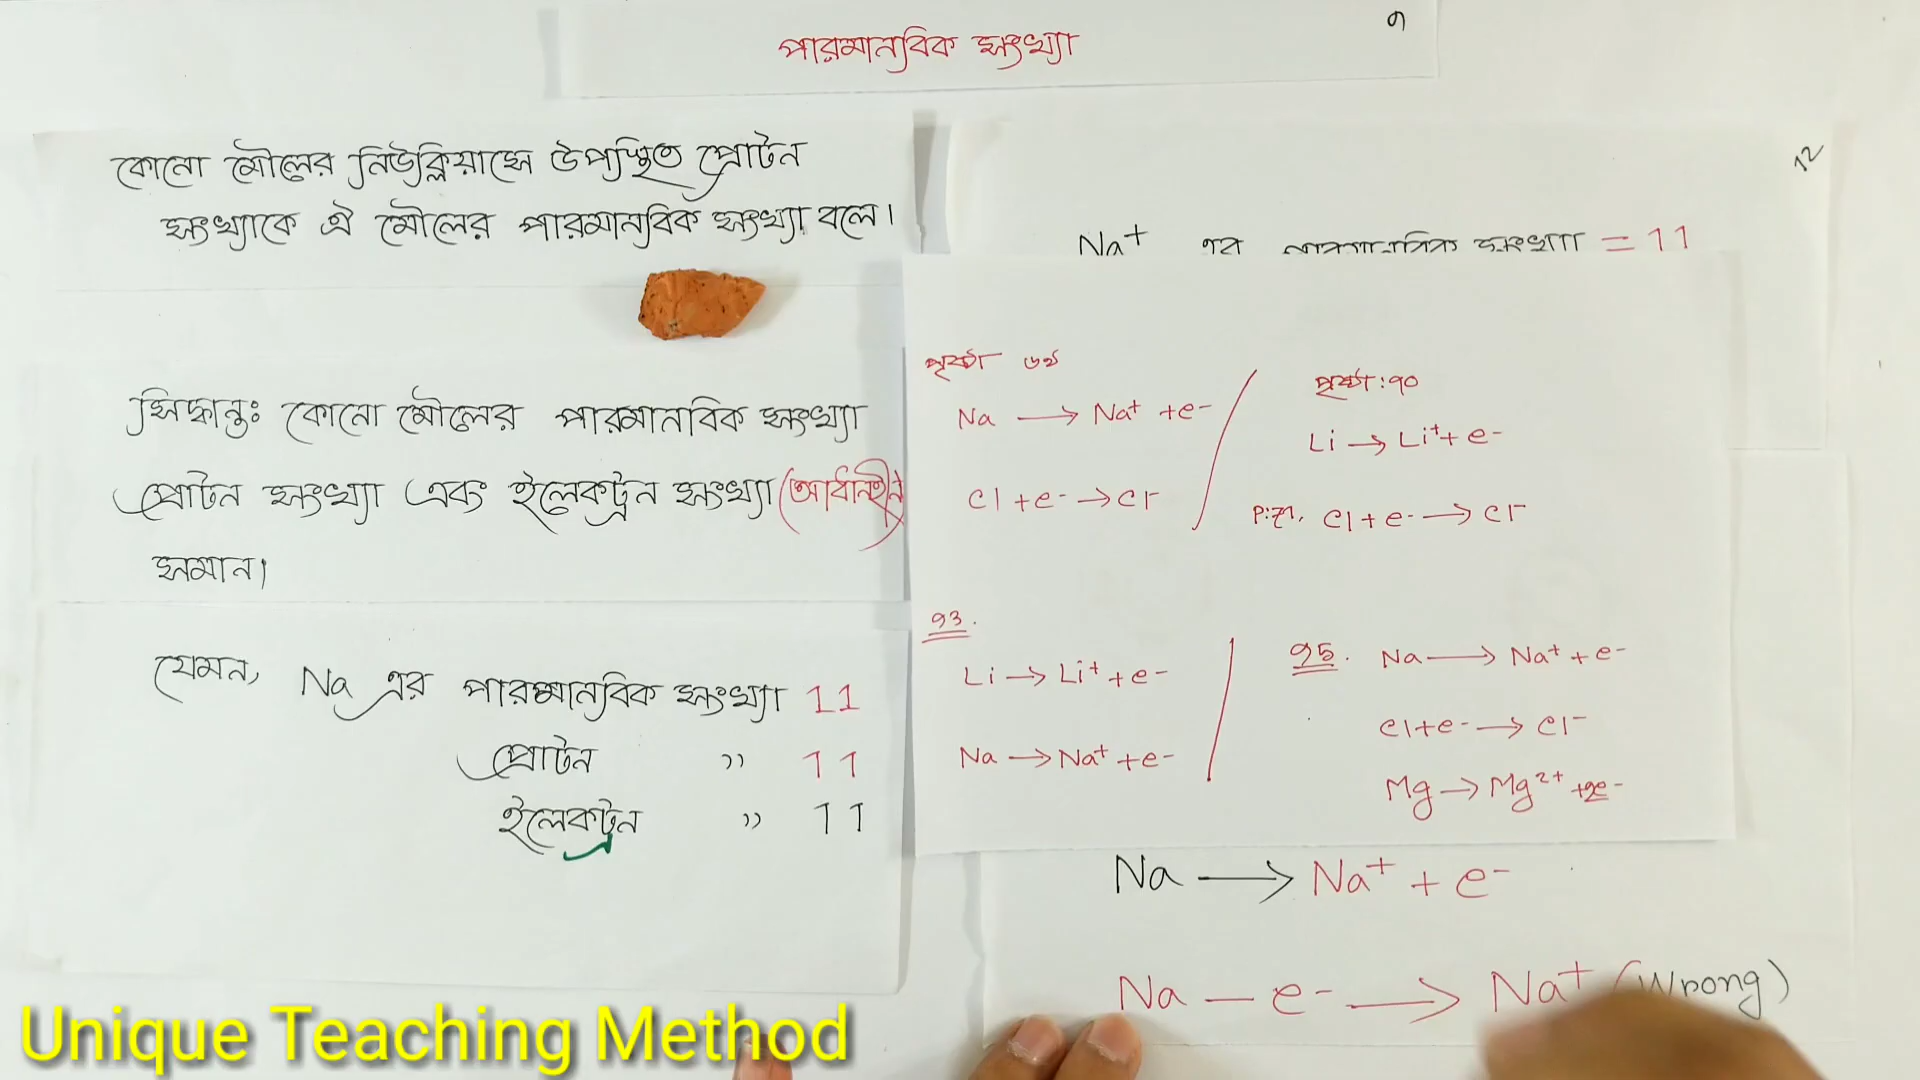 পারমানবিক সংখ্যা
৭
কোনো মৌলের নিউক্লিয়াসে উপস্থিত প্রোটন
সংখ্যাকে ঐ মৌলের পারমানবিক সংখ্যা বলে।
সিদ্ধান্তঃ কোনো মৌলের পারমানবিক সংখ্যা
প্রোটন সংখ্যা এবং ইলেকট্রন সংখ্যা (আধানহীন)
সমান।
যেমন, Na এর পারমানবিক সংখ্যা 11
প্রোটন " 11
ইলেকট্রন " 11
12
Na⁺ এর পারমানবিক সংখ্যা = 11
পৃষ্ঠা
Na → Na⁺ + e⁻
Cl + e⁻ → Cl⁻
পৃষ্ঠা : ৭০
Li → Li⁺ + e⁻
Cl + e⁻ → Cl⁻
৭3.
Li → Li⁺ + e⁻
Na → Na⁺ + e⁻
Na → Na⁺ + e⁻
Cl + e⁻ → Cl⁻
Mg → Mg²⁺ + 2e⁻
Na → Na⁺ + e⁻
Na – e⁻ → Na⁺ (Wrong)
Unique Teaching Method